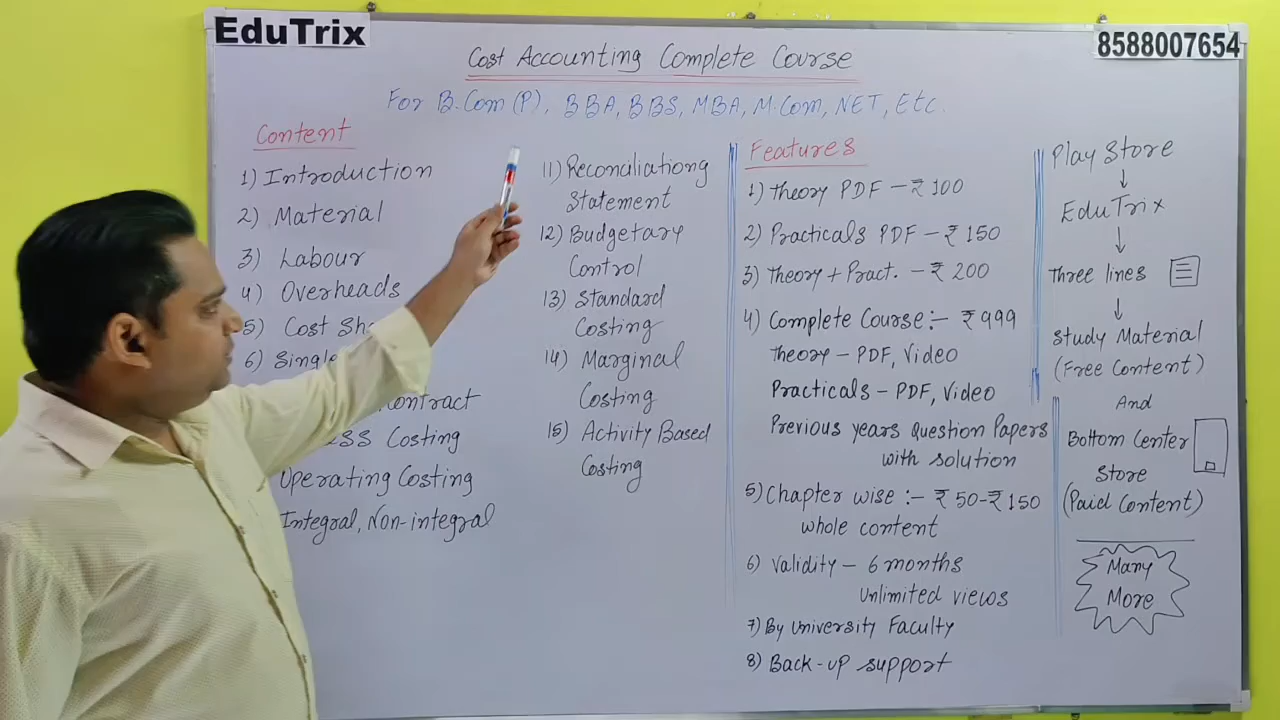 EduTrix
8588007654
Cost Accounting Complete Course
For B.Com (P), BBA, BBS, MBA, M.Com, NET, Etc.
Content
1) Introduction
2) Material
3) Labour
4) Overheads
5) Cost
6)
contract
Costing
Operating Costing
Integral, Non-integral
11) Reconciliationg
Statement
12) Budgetary
Control
13) Standard
Costing
14) Marginal
Costing
15) Activity Based
Costing
Features
1) Theory PDF – ₹ 100
2) Practicals PDF – ₹ 150
3) Theory + Pract. – ₹ 200
4) Complete Course :- ₹ 999
Theory – PDF, Video
Practicals – PDF, Video
Previous years Question Papers
with solution
5) Chapter wise :- ₹ 50-₹ 150
whole content
6) Validity – 6 months
Unlimited views
7) By University Faculty
8) Back-up support
Play Store
↓
EduTrix
↓
Three lines
↓
Study Material
(Free Content)
And
Bottom Center
Store
(Paid Content)
Many
More